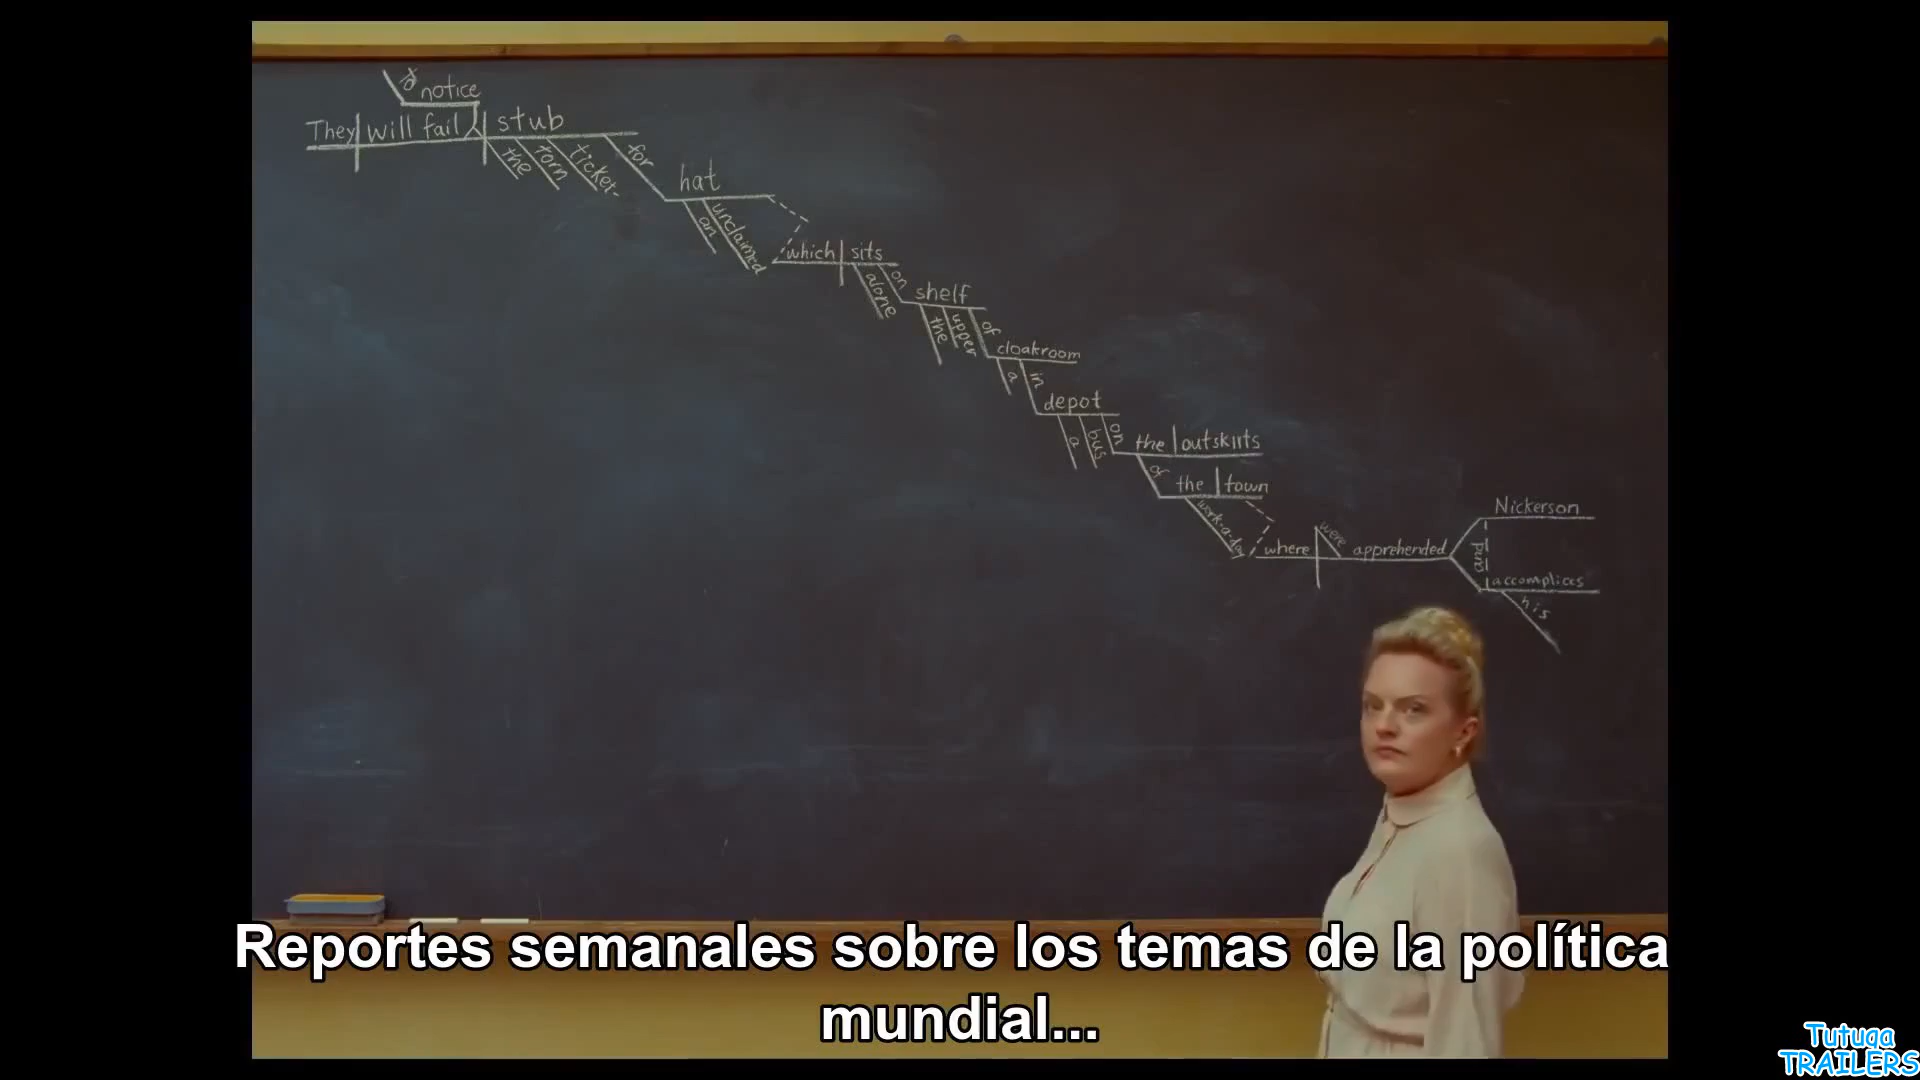 to
notice
They will fail stub
the torn ticket- for
hat
an unclaimed
which sits
alone on
shelf
the upper of
cloakroom
a in
depot
a bus on
the outskirts
of the town
work-a-day
where were apprehended
Nickerson
and
accomplices
his
Reportes semanales sobre los temas de la política
mundial...
Tutuga
TRAILERS